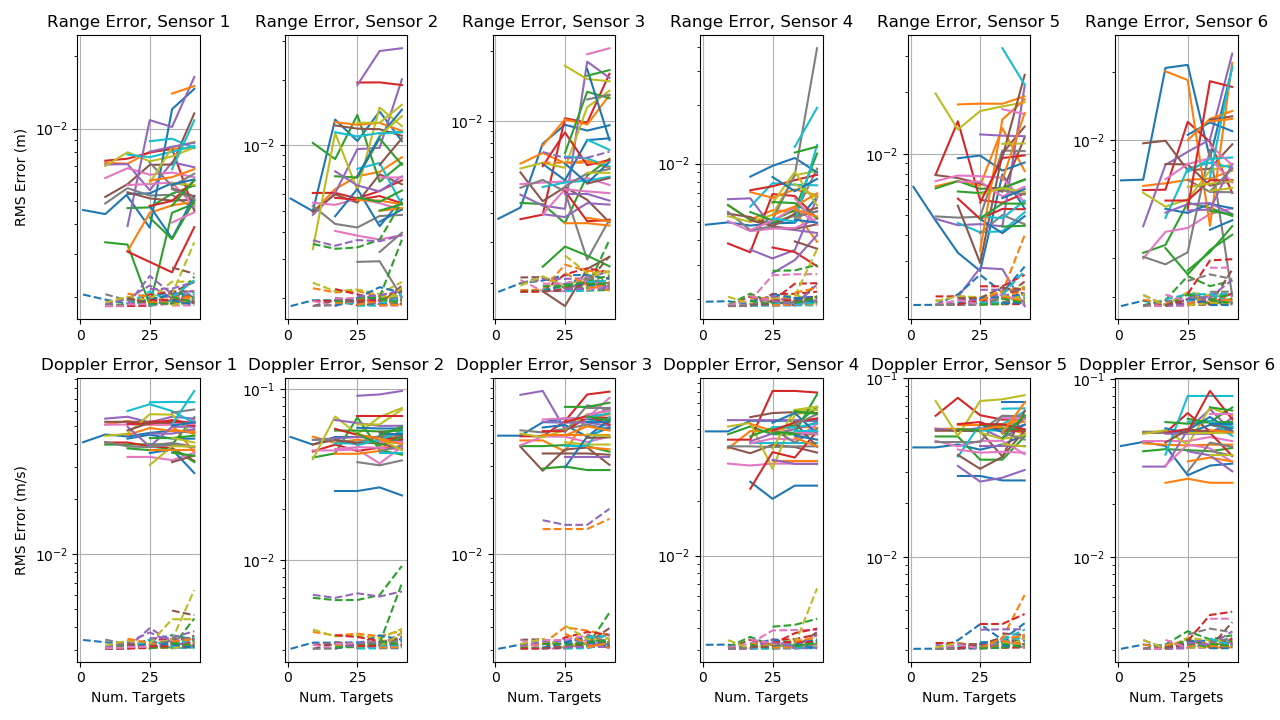 Range Error, Sensor 1 Range Error, Sensor 2 Range Error, Sensor 3 Range Error, Sensor 4 Range Error, Sensor 5 Range Error, Sensor 6
RMS Error (m)
10⁻² 10⁻² 10⁻² 10⁻² 10⁻² 10⁻²
0 25 0 25 0 25 0 25 0 25 0 25
Doppler Error, Sensor 1 Doppler Error, Sensor 2 Doppler Error, Sensor 3 Doppler Error, Sensor 4 Doppler Error, Sensor 5 Doppler Error, Sensor 6
RMS Error (m/s)
10⁻¹ 10⁻¹ 10⁻¹
10⁻² 10⁻² 10⁻² 10⁻² 10⁻² 10⁻²
0 25 0 25 0 25 0 25 0 25 0 25
Num. Targets Num. Targets Num. Targets Num. Targets Num. Targets Num. Targets